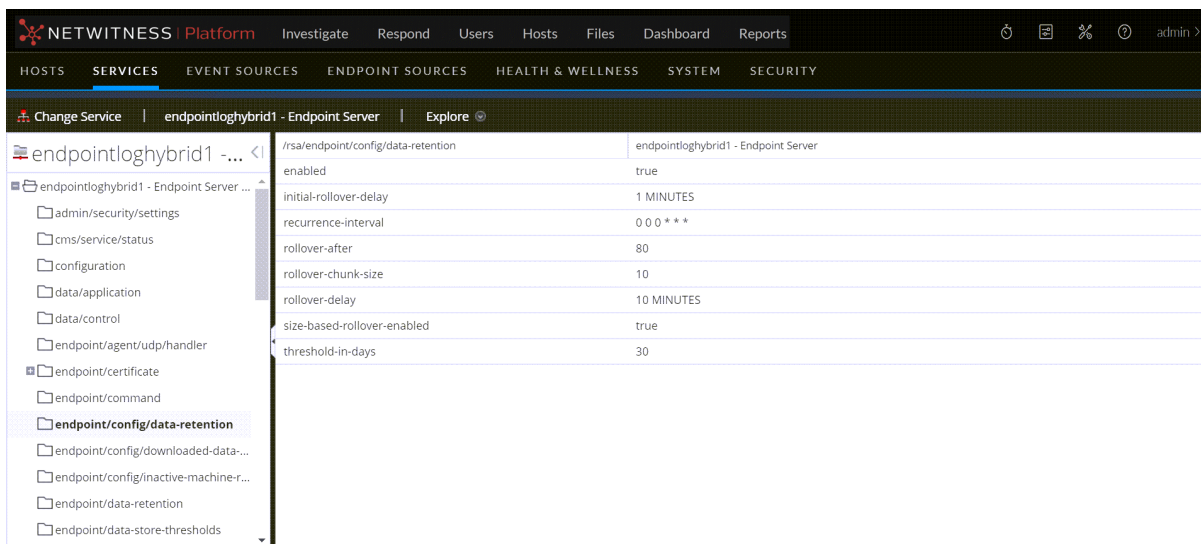 NETWITNESS Platform Investigate Respond Users Hosts Files Dashboard Reports admin >
HOSTS SERVICES EVENT SOURCES ENDPOINT SOURCES HEALTH & WELLNESS SYSTEM SECURITY
Change Service | endpointloghybrid1 - Endpoint Server | Explore
endpointloghybrid1 -...
endpointloghybrid1 - Endpoint Server ...
admin/security/settings
cms/service/status
configuration
data/application
data/control
endpoint/agent/udp/handler
endpoint/certificate
endpoint/command
endpoint/config/data-retention
endpoint/config/downloaded-data-...
endpoint/config/inactive-machine-r...
endpoint/data-retention
endpoint/data-store-thresholds
/rsa/endpoint/config/data-retention endpointloghybrid1 - Endpoint Server
enabled true
initial-rollover-delay 1 MINUTES
recurrence-interval 0 0 0 * * *
rollover-after 80
rollover-chunk-size 10
rollover-delay 10 MINUTES
size-based-rollover-enabled true
threshold-in-days 30